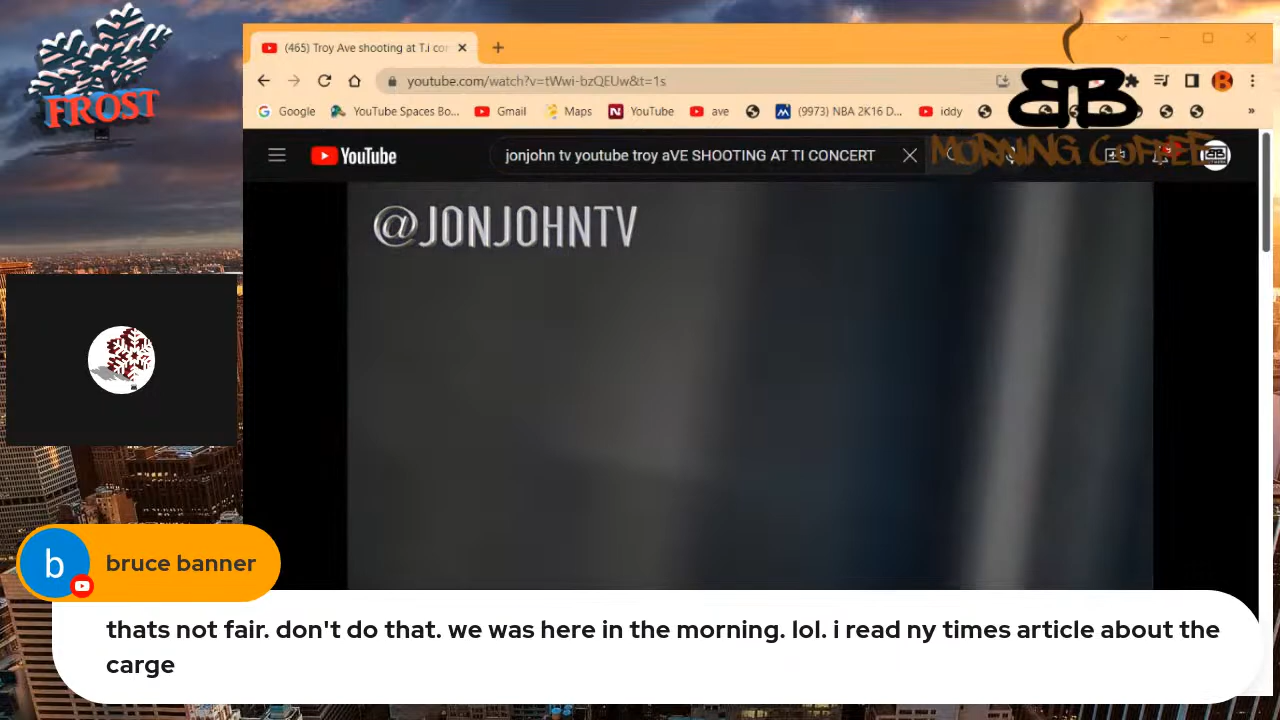 FROST
(465) Troy Ave shooting at T.i co
youtube.com/watch?v=tWwi-bzQEUw&t=1s
Google
YouTube Spaces Bo...
Gmail
Maps
YouTube
ave
(9973) NBA 2K16 D...
iddy
»
BB
MORNING COFFEE
YouTube
jonjohn tv youtube troy aVE SHOOTING AT TI CONCERT
@JONJOHNTV
b
bruce banner
thats not fair. don't do that. we was here in the morning. lol. i read ny times article about the
carge